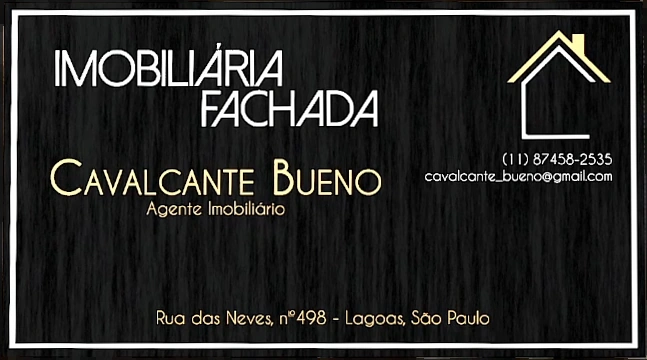 IMOBILIÁRIA
FACHADA
(11) 87458-2535
cavalcante_bueno@gmail.com
CAVALCANTE BUENO
Agente Imobiliário
Rua das Neves, nº498 - Lagoas, São Paulo